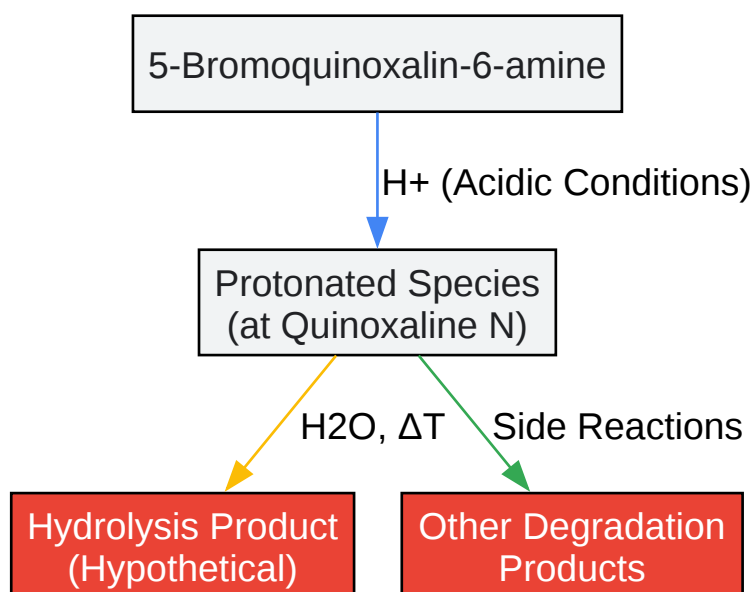 5-Bromoquinoxalin-6-amine
H+ (Acidic Conditions)
Protonated Species
(at Quinoxaline N)
H2O, ΔT
Side Reactions
Hydrolysis Product
(Hypothetical)
Other Degradation
Products